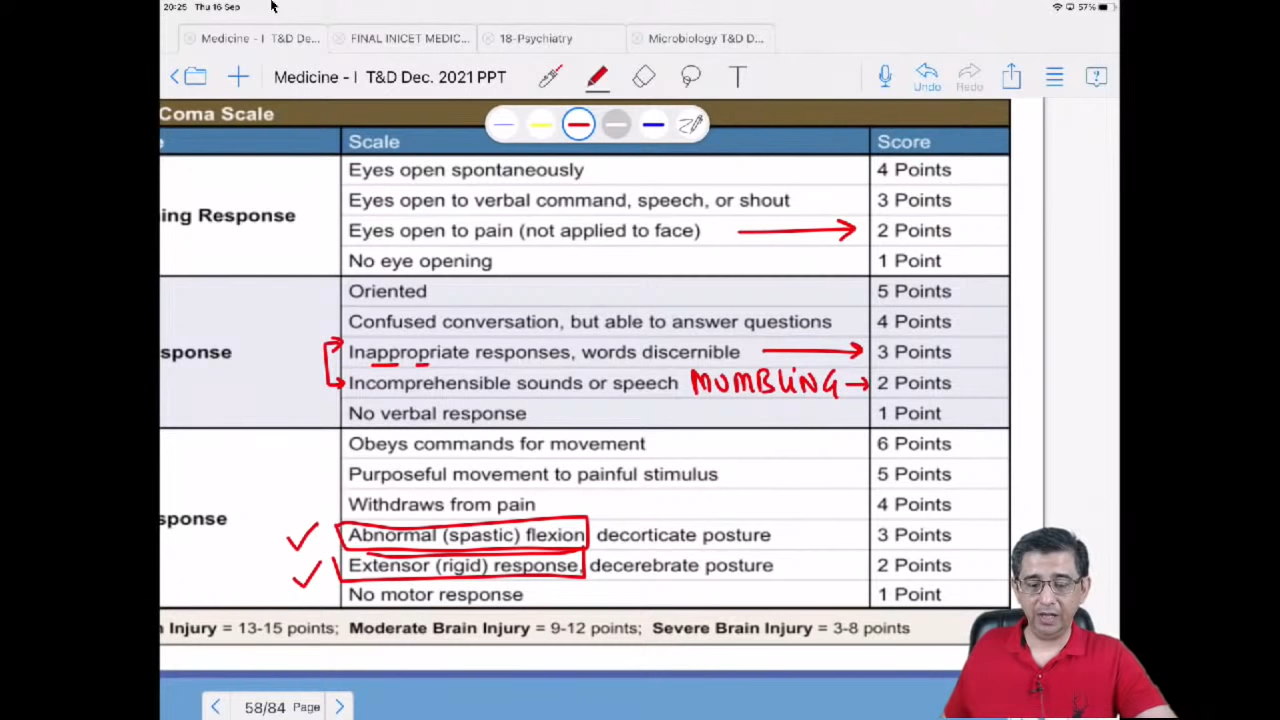 20:25 Thu 16 Sep 57%
Medicine - I T&D De... FINAL INICET MEDIC... 18-Psychiatry Microbiology T&D D...
Medicine - I T&D Dec. 2021 PPT T Undo Redo ?
Coma Scale
Scale Score
Eyes open spontaneously 4 Points
Eyes open to verbal command, speech, or shout 3 Points
ing Response
Eyes open to pain (not applied to face) 2 Points
No eye opening 1 Point
Oriented 5 Points
Confused conversation, but able to answer questions 4 Points
sponse Inappropriate responses, words discernible 3 Points
Incomprehensible sounds or speech MUMBLING 2 Points
No verbal response 1 Point
Obeys commands for movement 6 Points
Purposeful movement to painful stimulus 5 Points
Withdraws from pain 4 Points
sponse
Abnormal (spastic) flexion, decorticate posture 3 Points
Extensor (rigid) response, decerebrate posture 2 Points
No motor response 1 Point
Injury = 13-15 points; Moderate Brain Injury = 9-12 points; Severe Brain Injury = 3-8 points
58/84 Page